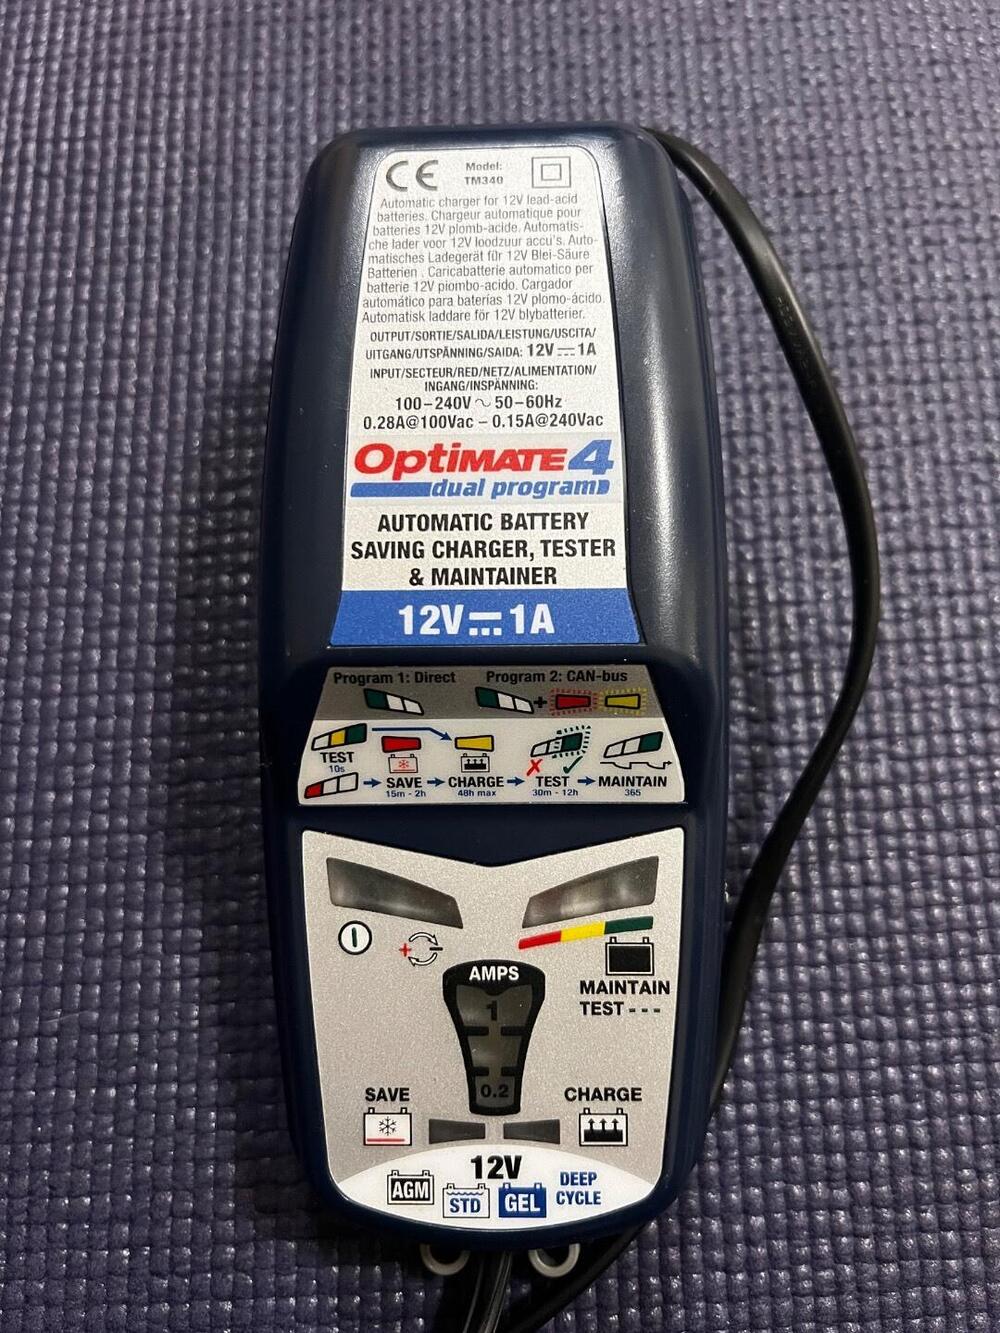 CE
Model:
TM340
Automatic charger for 12V lead-acid
batteries. Chargeur automatique pour
batteries 12V plomb-acide. Automatis-
che lader voor 12V loodzuur accu's. Auto-
matisches Ladegerät für 12V Blei-Säure
Batterien . Caricabatterie automatico per
batterie 12V piombo-acido. Cargador
automático para baterías 12V plomo-ácido.
Automatisk laddare för 12V blybatterier.
OUTPUT/SORTIE/SALIDA/LEISTUNG/USCITA/
UITGANG/UTSPÄNNING/SAIDA: 12V⎓1A
INPUT/SECTEUR/RED/NETZ/ALIMENTATION/
INGANG/INSPÄNNING:
100–240V ∿ 50–60Hz
0.28A@100Vac – 0.15A@240Vac
OptiMATE 4
dual program
AUTOMATIC BATTERY
SAVING CHARGER, TESTER
& MAINTAINER
12V⎓1A
Program 1: Direct
Program 2: CAN-bus
+
TEST
10s
SAVE
15m - 2h
CHARGE
48h max
TEST
30m - 12h
MAINTAIN
365
+ -
MAINTAIN
TEST - - -
AMPS
1
0.2
SAVE
CHARGE
12V
AGM
STD
GEL
DEEP
CYCLE